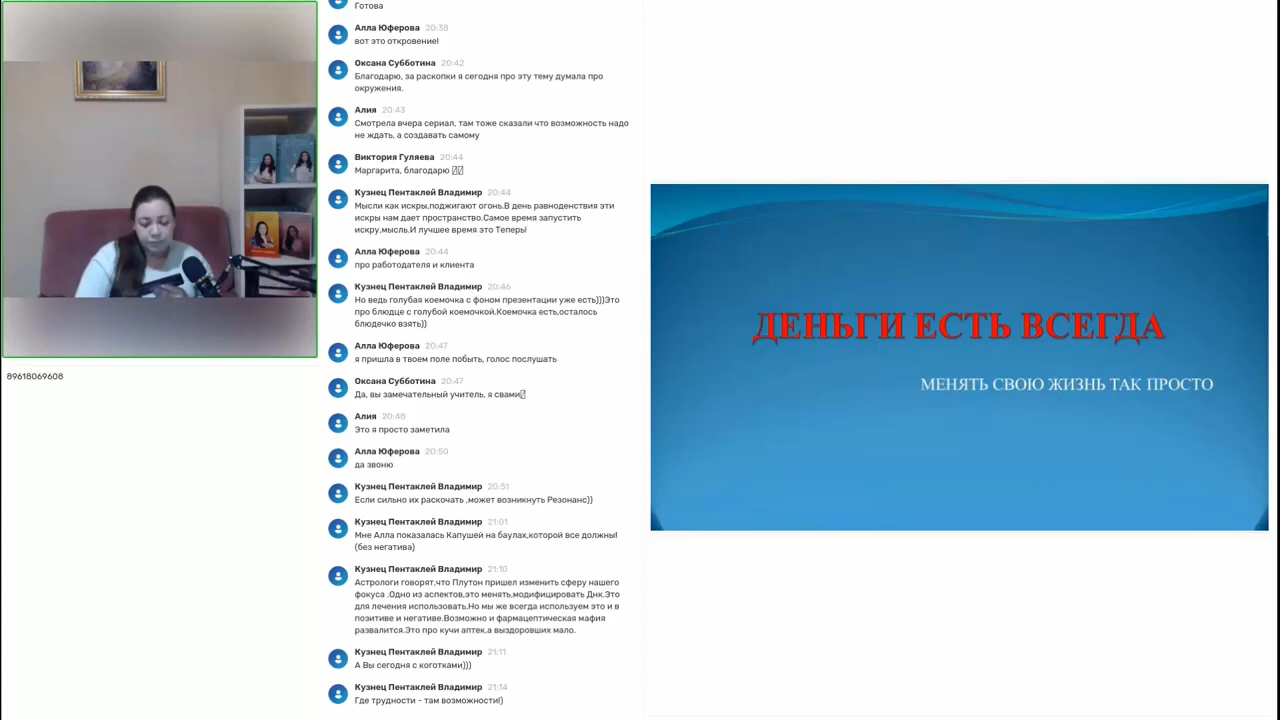 Готова
Алла Юферова 20:38
вот это откровение!
Оксана Субботина 20:42
Благодарю, за раскопки я сегодня про эту тему думала про
окружения.
Алия 20:43
Смотрела вчера сериал, там тоже сказали что возможность надо
не ждать, а создавать самому
Виктория Гуляева 20:44
Маргарита, благодарю
Кузнец Пентаклей Владимир 20:44
Мысли как искры,поджигают огонь.В день равноденствия эти
искры нам дает пространство.Самое время запустить
искру,мысль.И лучшее время это Теперь!
Алла Юферова 20:44
про работодателя и клиента
Кузнец Пентаклей Владимир 20:46
Но ведь голубая коемочка с фоном презентации уже есть)))Это
про блюдце с голубой коемочкой.Коемочка есть,осталось
блюдечко взять))
Алла Юферова 20:47
я пришла в твоем поле побыть, голос послушать
Оксана Субботина 20:47
Да, вы замечательный учитель, я свами
Алия 20:48
Это я просто заметила
Алла Юферова 20:50
да звоню
Кузнец Пентаклей Владимир 20:51
Если сильно их раскочать ,может возникнуть Резонанс))
Кузнец Пентаклей Владимир 21:01
Мне Алла показалась Капушей на баулах,которой все должны!
(без негатива)
Кузнец Пентаклей Владимир 21:10
Астрологи говорят,что Плутон пришел изменить сферу нашего
фокуса .Одно из аспектов,это менять,модифицировать Днк.Это
для лечения использовать.Но мы же всегда используем это и в
позитиве и негативе.Возможно и фармацептическая мафия
развалится.Это про кучи аптек,а выздоровших мало.
Кузнец Пентаклей Владимир 21:11
А Вы сегодня с коготками)))
Кузнец Пентаклей Владимир 21:14
Где трудности - там возможности!)
89618069608
ДЕНЬГИ ЕСТЬ ВСЕГДА
МЕНЯТЬ СВОЮ ЖИЗНЬ ТАК ПРОСТО